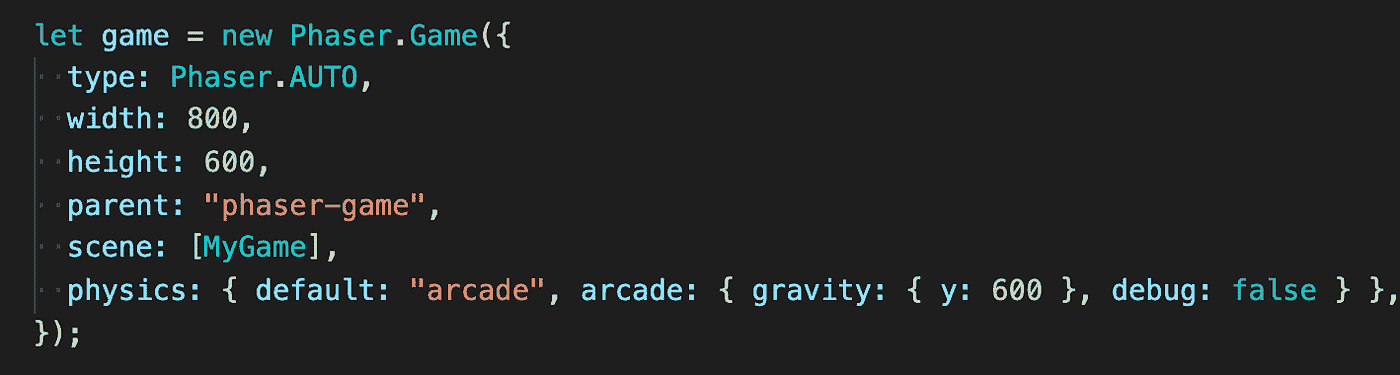 let game = new Phaser.Game({
  type: Phaser.AUTO,
  width: 800,
  height: 600,
  parent: "phaser-game",
  scene: [MyGame],
  physics: { default: "arcade", arcade: { gravity: { y: 600 }, debug: false } },
});